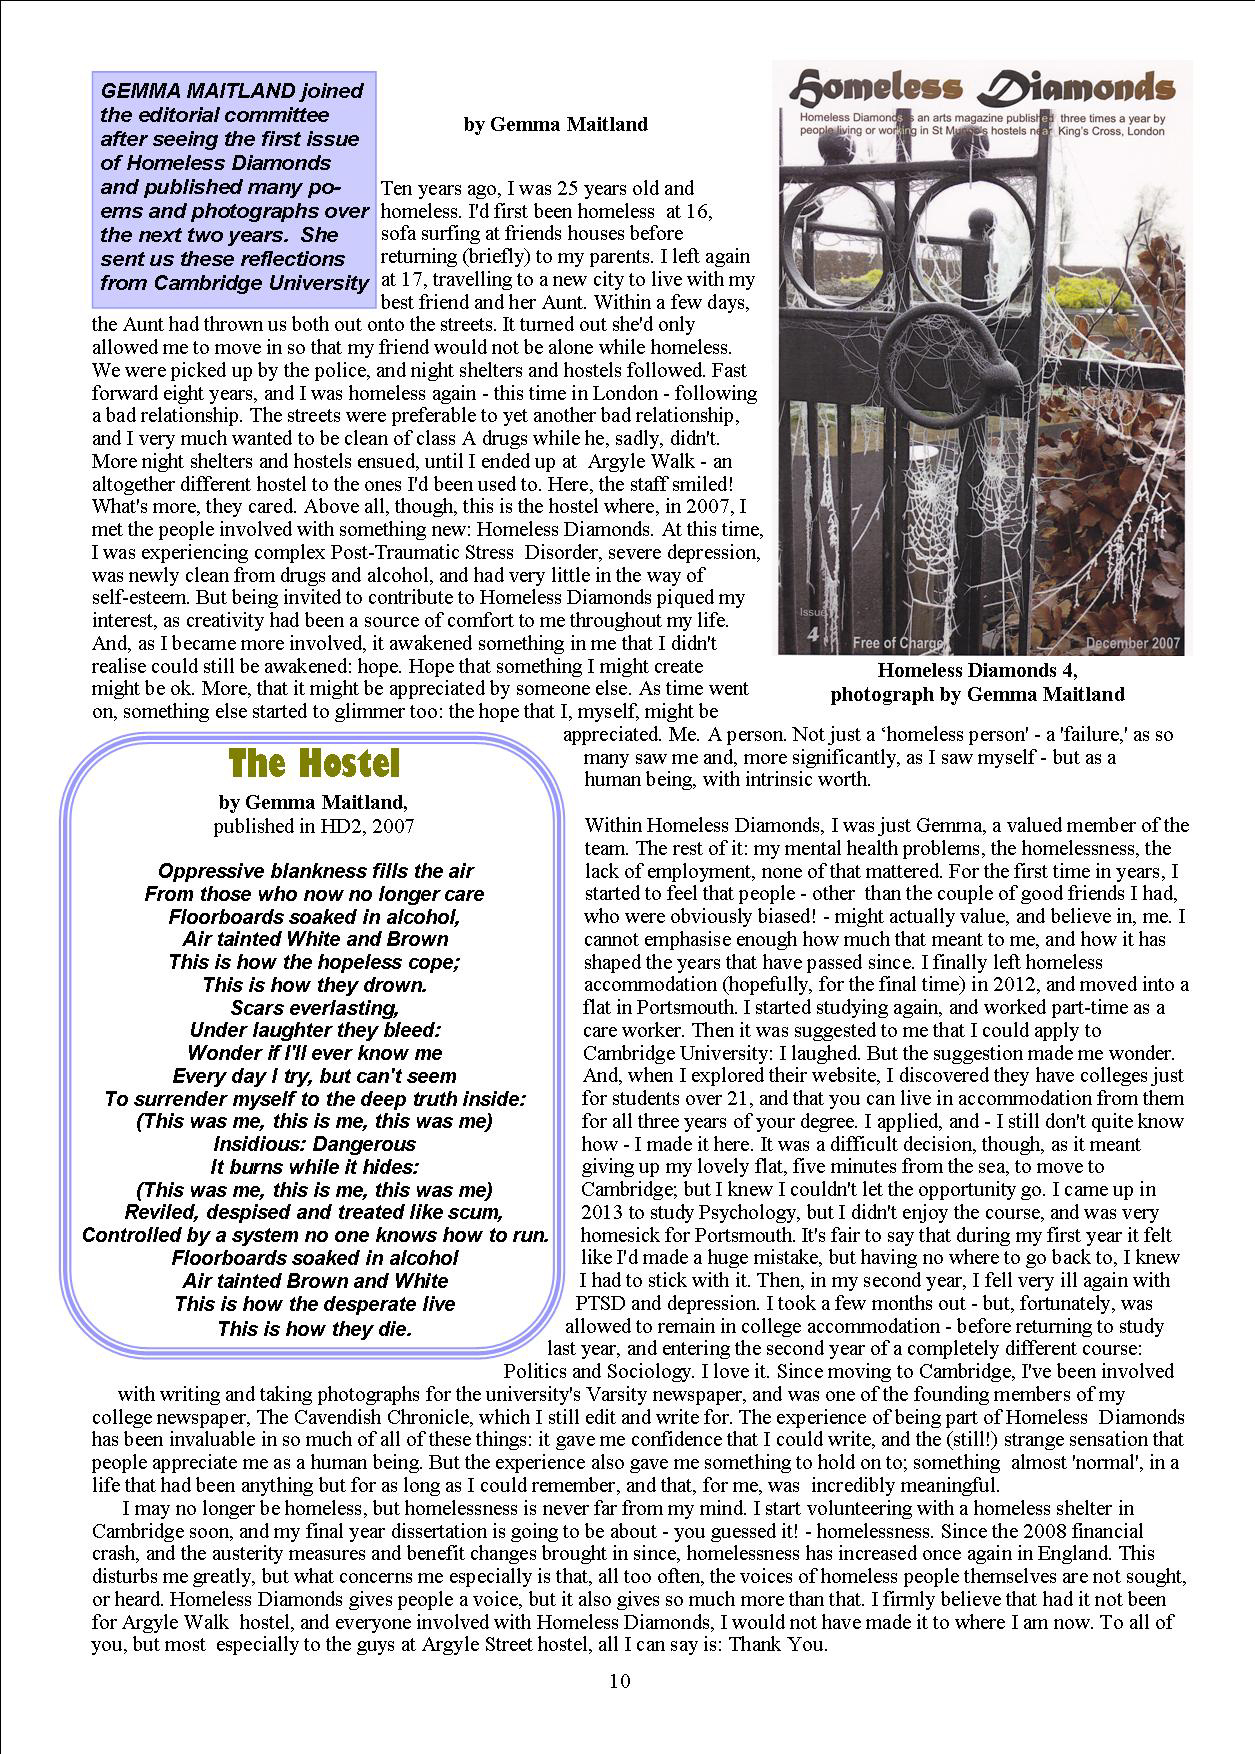 GEMMA MAITLAND joined
the editorial committee
after seeing the first issue
of Homeless Diamonds
and published many po-
ems and photographs over
the next two years.  She
sent us these reflections
from Cambridge University
by Gemma Maitland
Homeless Diamonds
Homeless Diamonds is an arts magazine published three times a year by
people living or working in St Mungo's hostels near King's Cross, London
Issue
4
Free of Charge
December 2007
Homeless Diamonds 4,
photograph by Gemma Maitland
Ten years ago, I was 25 years old and
homeless. I'd first been homeless  at 16,
sofa surfing at friends houses before
returning (briefly) to my parents. I left again
at 17, travelling to a new city to live with my
best friend and her Aunt. Within a few days,
the Aunt had thrown us both out onto the streets. It turned out she'd only
allowed me to move in so that my friend would not be alone while homeless.
We were picked up by the police, and night shelters and hostels followed. Fast
forward eight years, and I was homeless again - this time in London - following
a bad relationship. The streets were preferable to yet another bad relationship,
and I very much wanted to be clean of class A drugs while he, sadly, didn't.
More night shelters and hostels ensued, until I ended up at  Argyle Walk - an
altogether different hostel to the ones I'd been used to. Here, the staff smiled!
What's more, they cared. Above all, though, this is the hostel where, in 2007, I
met the people involved with something new: Homeless Diamonds. At this time,
I was experiencing complex Post-Traumatic Stress  Disorder, severe depression,
was newly clean from drugs and alcohol, and had very little in the way of
self-esteem. But being invited to contribute to Homeless Diamonds piqued my
interest, as creativity had been a source of comfort to me throughout my life.
And, as I became more involved, it awakened something in me that I didn't
realise could still be awakened: hope. Hope that something I might create
might be ok. More, that it might be appreciated by someone else. As time went
on, something else started to glimmer too: the hope that I, myself, might be
appreciated. Me. A person. Not just a ‘homeless person' - a 'failure,' as so
many saw me and, more significantly, as I saw myself - but as a
human being, with intrinsic worth.
The Hostel
by Gemma Maitland,
published in HD2, 2007
Oppressive blankness fills the air
From those who now no longer care
Floorboards soaked in alcohol,
Air tainted White and Brown
This is how the hopeless cope;
This is how they drown.
Scars everlasting,
Under laughter they bleed:
Wonder if I'll ever know me
Every day I try, but can't seem
To surrender myself to the deep truth inside:
(This was me, this is me, this was me)
Insidious: Dangerous
It burns while it hides:
(This was me, this is me, this was me)
Reviled, despised and treated like scum,
Controlled by a system no one knows how to run.
Floorboards soaked in alcohol
Air tainted Brown and White
This is how the desperate live
This is how they die.
Within Homeless Diamonds, I was just Gemma, a valued member of the
team. The rest of it: my mental health problems, the homelessness, the
lack of employment, none of that mattered. For the first time in years, I
started to feel that people - other  than the couple of good friends I had,
who were obviously biased! - might actually value, and believe in, me. I
cannot emphasise enough how much that meant to me, and how it has
shaped the years that have passed since. I finally left homeless
accommodation (hopefully, for the final time) in 2012, and moved into a
flat in Portsmouth. I started studying again, and worked part-time as a
care worker. Then it was suggested to me that I could apply to
Cambridge University: I laughed. But the suggestion made me wonder.
And, when I explored their website, I discovered they have colleges just
for students over 21, and that you can live in accommodation from them
for all three years of your degree. I applied, and - I still don't quite know
how - I made it here. It was a difficult decision, though, as it meant
giving up my lovely flat, five minutes from the sea, to move to
Cambridge; but I knew I couldn't let the opportunity go. I came up in
2013 to study Psychology, but I didn't enjoy the course, and was very
homesick for Portsmouth. It's fair to say that during my first year it felt
like I'd made a huge mistake, but having no where to go back to, I knew
I had to stick with it. Then, in my second year, I fell very ill again with
PTSD and depression. I took a few months out - but, fortunately, was
allowed to remain in college accommodation - before returning to study
last year, and entering the second year of a completely different course:
Politics and Sociology. I love it. Since moving to Cambridge, I've been involved
with writing and taking photographs for the university's Varsity newspaper, and was one of the founding members of my
college newspaper, The Cavendish Chronicle, which I still edit and write for. The experience of being part of Homeless  Diamonds
has been invaluable in so much of all of these things: it gave me confidence that I could write, and the (still!) strange sensation that
people appreciate me as a human being. But the experience also gave me something to hold on to; something  almost 'normal', in a
life that had been anything but for as long as I could remember, and that, for me, was  incredibly meaningful.
I may no longer be homeless, but homelessness is never far from my mind. I start volunteering with a homeless shelter in
Cambridge soon, and my final year dissertation is going to be about - you guessed it! - homelessness. Since the 2008 financial
crash, and the austerity measures and benefit changes brought in since, homelessness has increased once again in England. This
disturbs me greatly, but what concerns me especially is that, all too often, the voices of homeless people themselves are not sought,
or heard. Homeless Diamonds gives people a voice, but it also gives so much more than that. I firmly believe that had it not been
for Argyle Walk  hostel, and everyone involved with Homeless Diamonds, I would not have made it to where I am now. To all of
you, but most  especially to the guys at Argyle Street hostel, all I can say is: Thank You.
10